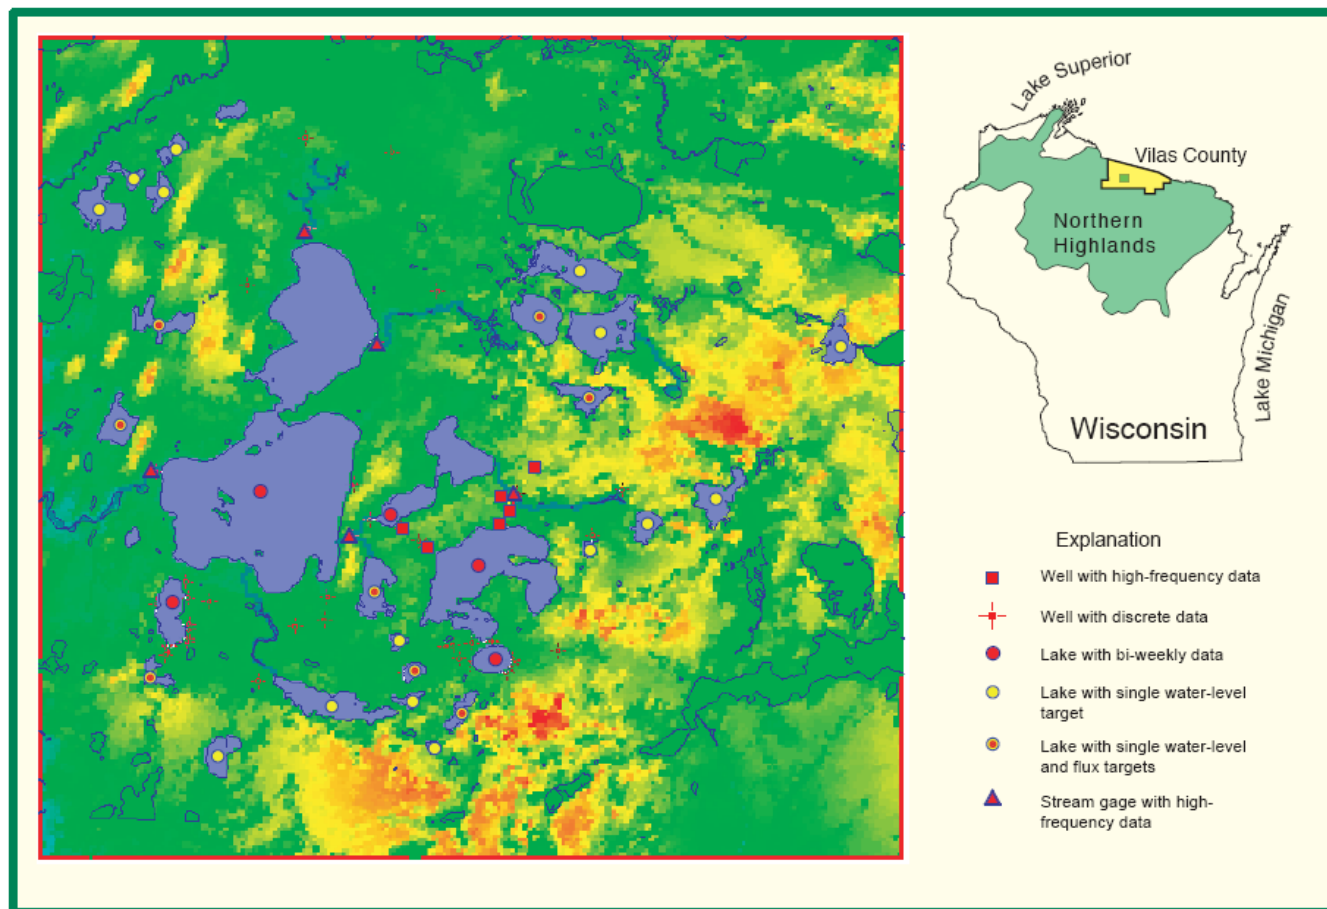 Lake Superior
Vilas County
Northern
Highlands
Lake Michigan
Wisconsin
Explanation
Well with high-frequency data
Well with discrete data
Lake with bi-weekly data
Lake with single water-level
target
Lake with single water-level
and flux targets
Stream gage with high-
frequency data